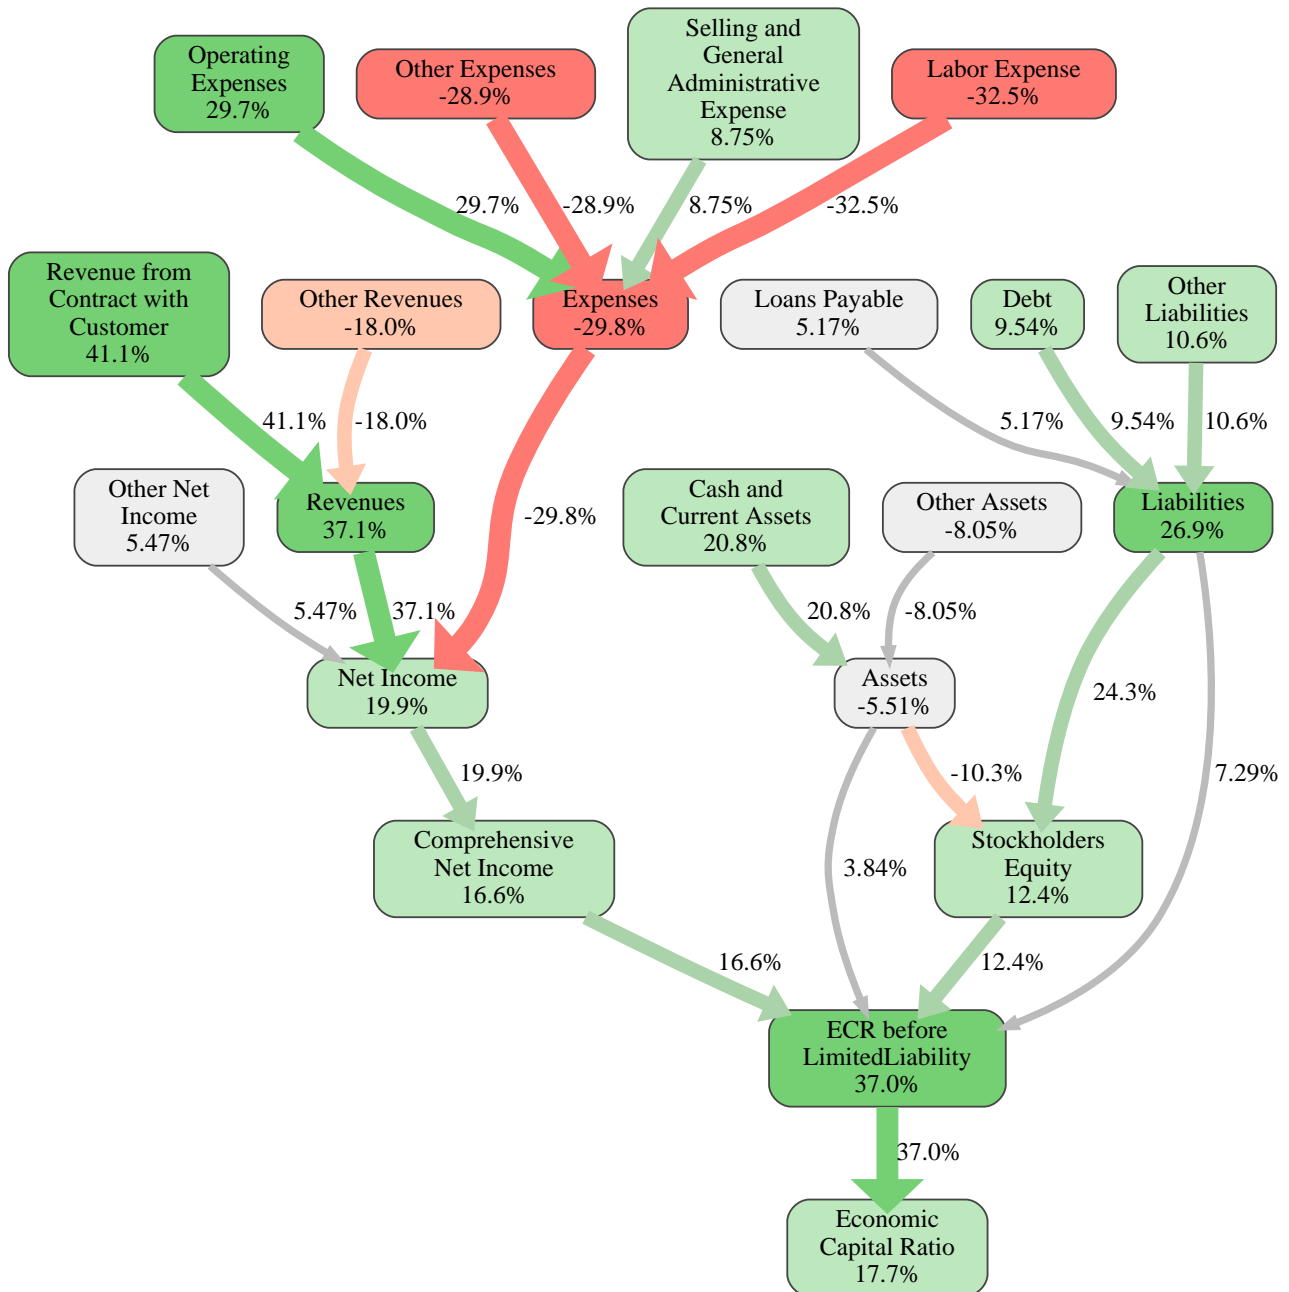 Operating
Expenses
29.7%
Other Expenses
-28.9%
Selling and
General
Administrative
Expense
8.75%
Labor Expense
-32.5%
29.7%
-28.9%
8.75%
-32.5%
Revenue from
Contract with
Customer
41.1%
Other Revenues
-18.0%
Expenses
-29.8%
Loans Payable
5.17%
Debt
9.54%
Other
Liabilities
10.6%
41.1%
-18.0%
5.17%
9.54%
10.6%
Other Net
Income
5.47%
Revenues
37.1%
-29.8%
Cash and
Current Assets
20.8%
Other Assets
-8.05%
Liabilities
26.9%
5.47%
37.1%
20.8%
-8.05%
Net Income
19.9%
Assets
-5.51%
24.3%
19.9%
-10.3%
7.29%
Comprehensive
Net Income
16.6%
3.84%
Stockholders
Equity
12.4%
16.6%
12.4%
ECR before
LimitedLiability
37.0%
37.0%
Economic
Capital Ratio
17.7%